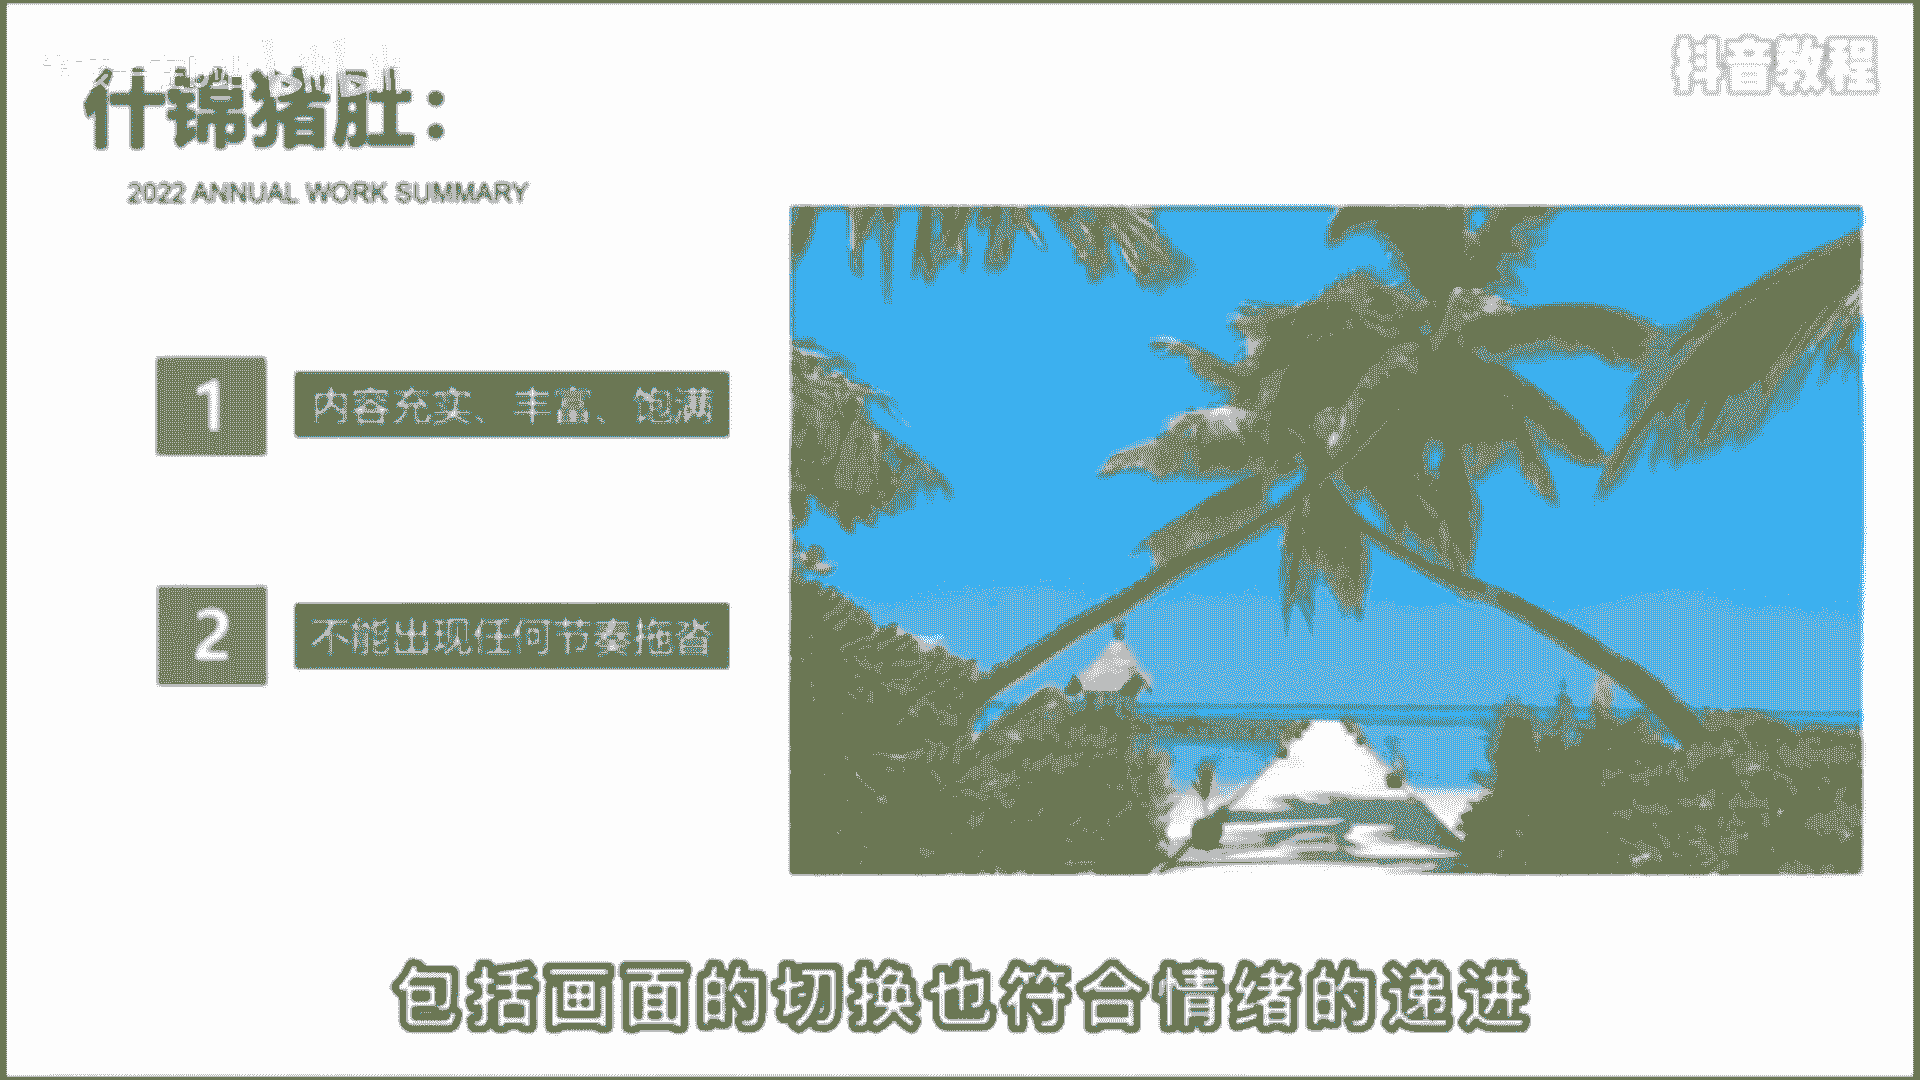 抖音教程
什锦猪肚：
2022 ANNUAL WORK SUMMARY
1
内容充实、丰富、饱满
2
不能出现任何节奏拖沓
包括画面的切换也符合情绪的递进